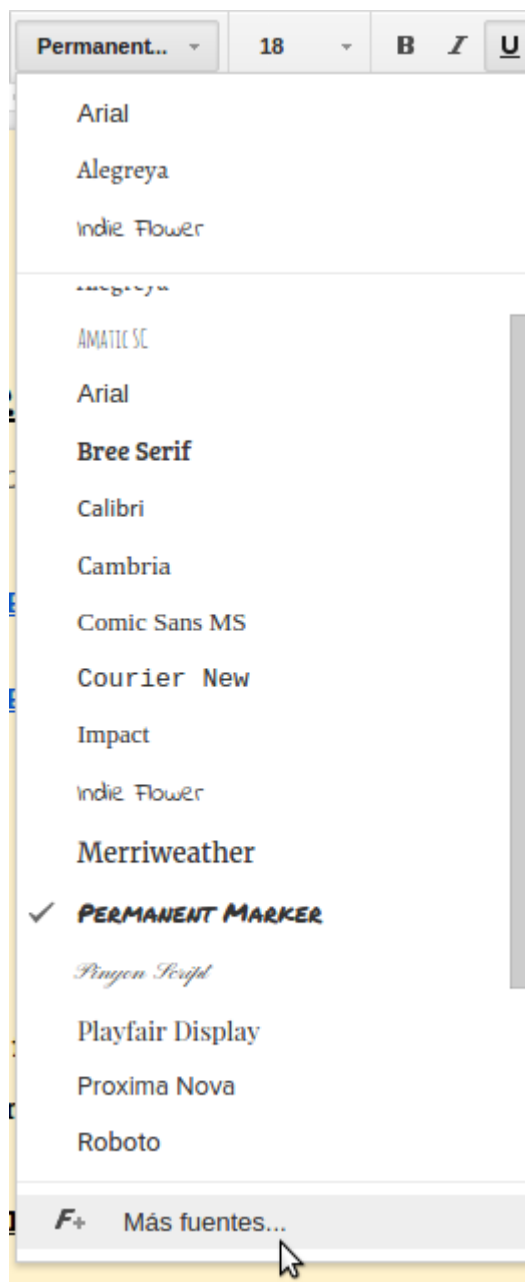 Permanent... 18 B I U
Arial
Alegreya
Indie Flower
Alegreya
Amatic SC
Arial
Bree Serif
Calibri
Cambria
Comic Sans MS
Courier New
Impact
Indie Flower
Merriweather
Permanent Marker
Pinyon Script
Playfair Display
Proxima Nova
Roboto
F+ Más fuentes...